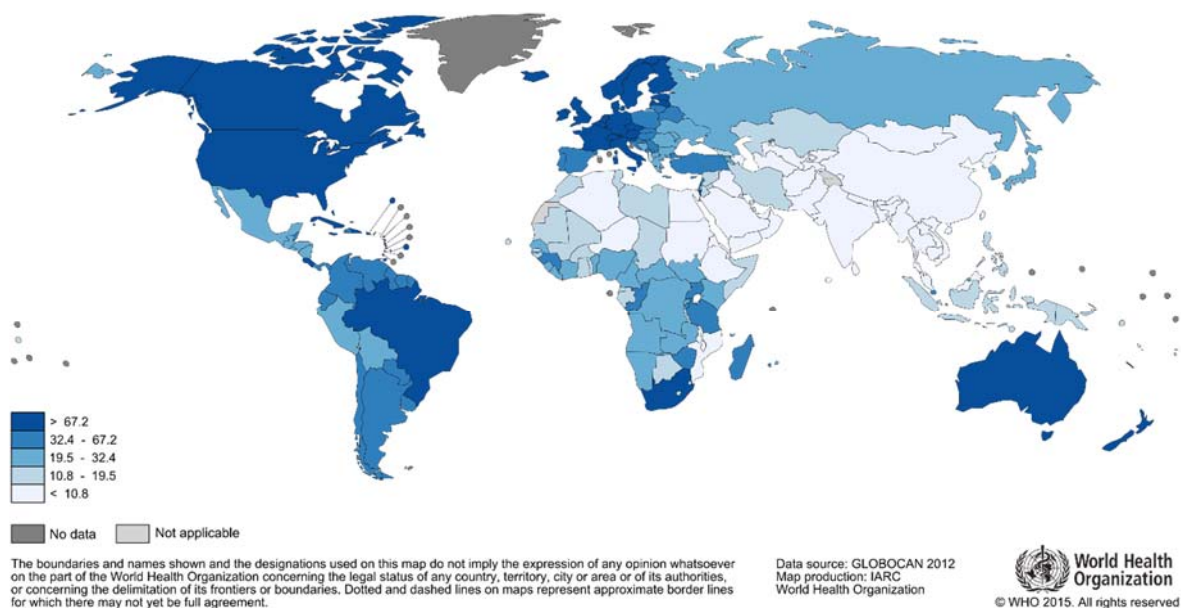 > 67.2
32.4 - 67.2
19.5 - 32.4
10.8 - 19.5
< 10.8
No data
Not applicable
The boundaries and names shown and the designations used on this map do not imply the expression of any opinion whatsoever
on the part of the World Health Organization concerning the legal status of any country, territory, city or area or of its authorities,
or concerning the delimitation of its frontiers or boundaries. Dotted and dashed lines on maps represent approximate border lines
for which there may not yet be full agreement.
Data source: GLOBOCAN 2012
Map production: IARC
World Health Organization
World Health
Organization
© WHO 2015. All rights reserved